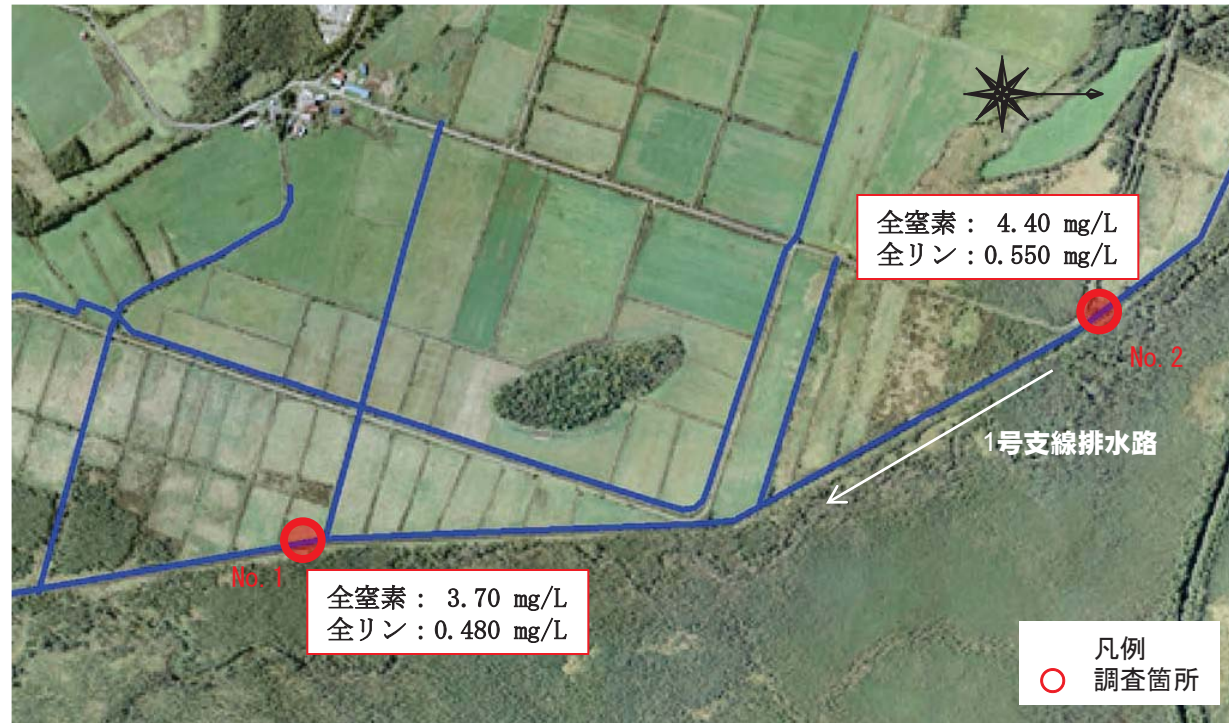 全窒素： 4.40 mg/L
全リン：0.550 mg/L
No.2
1号支線排水路
No.1
全窒素： 3.70 mg/L
全リン：0.480 mg/L
凡例
調査箇所